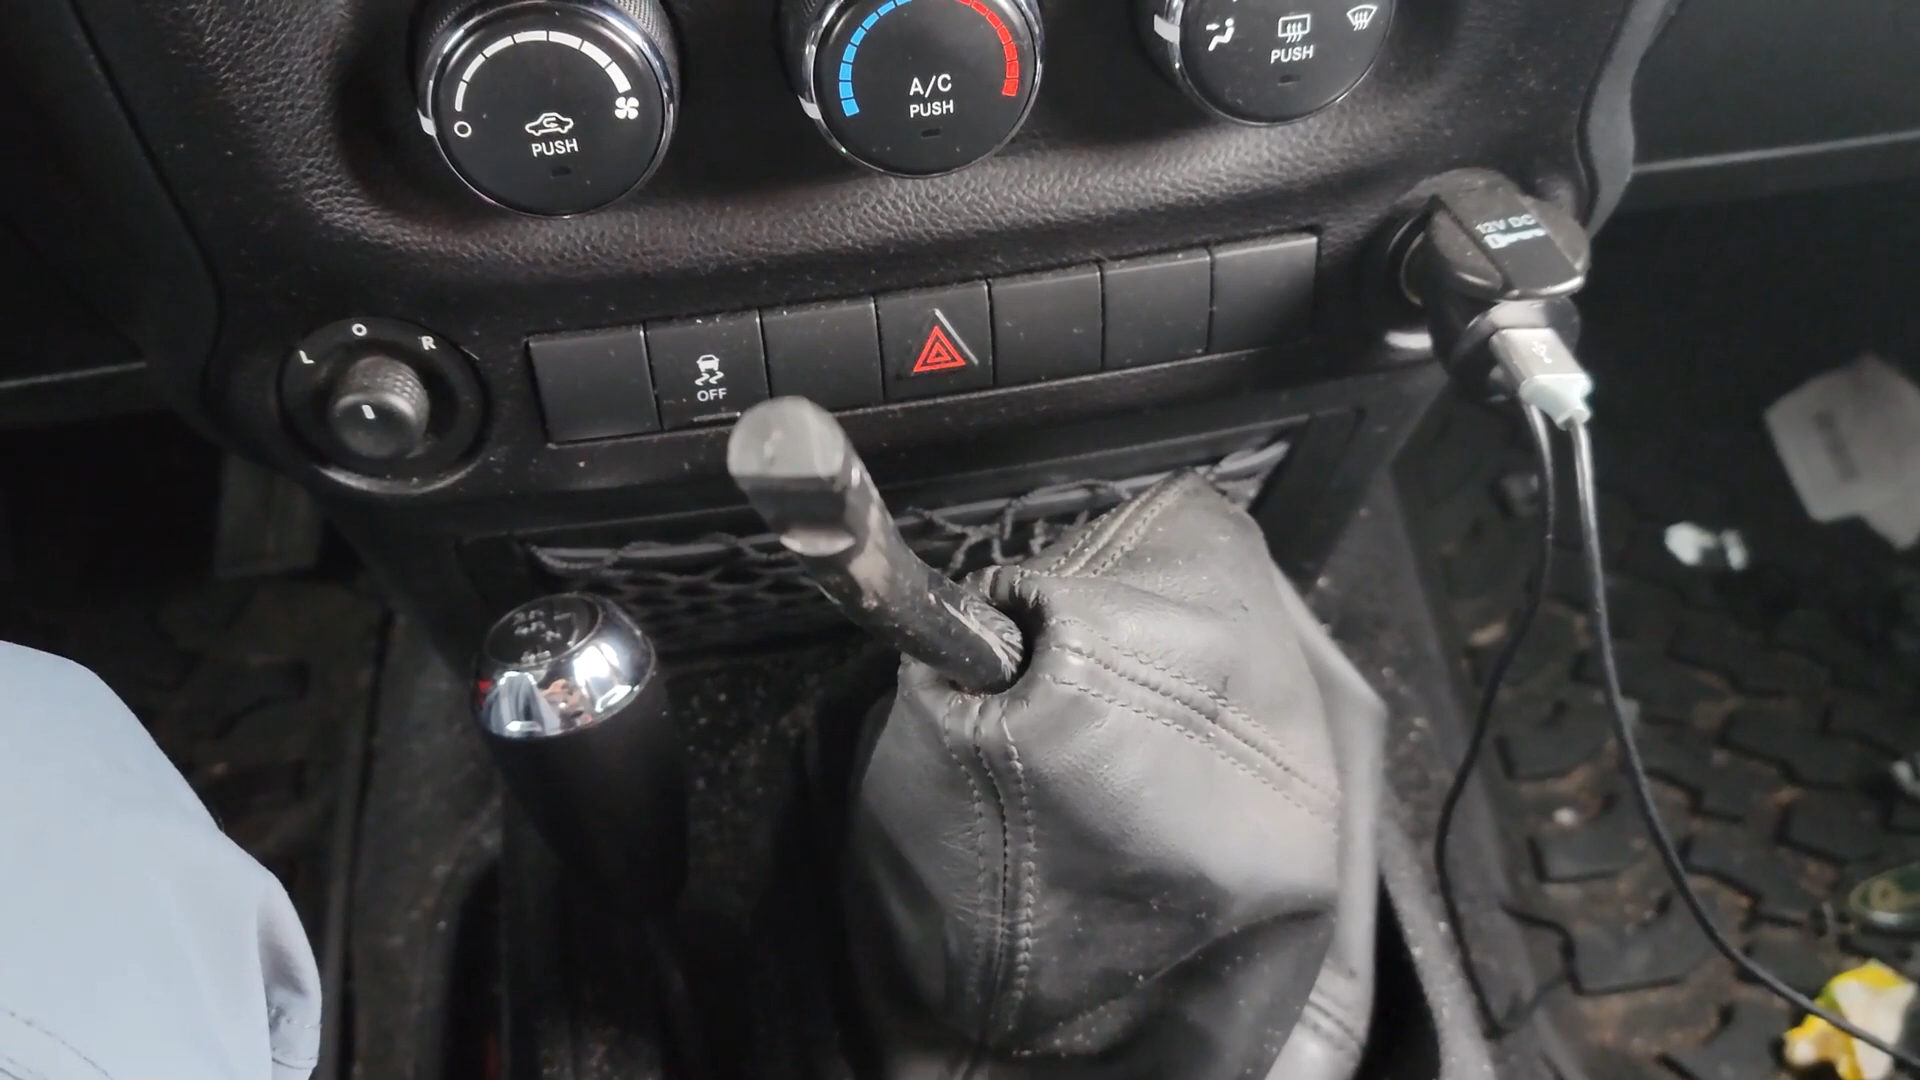 PUSH
A/C
PUSH
PUSH
12V DC
L O R
OFF